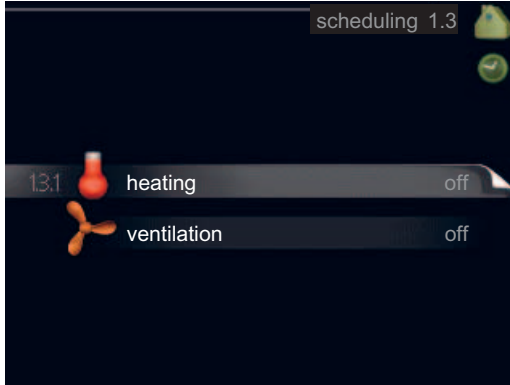 scheduling 1.3
1.3.1 heating off
ventilation off